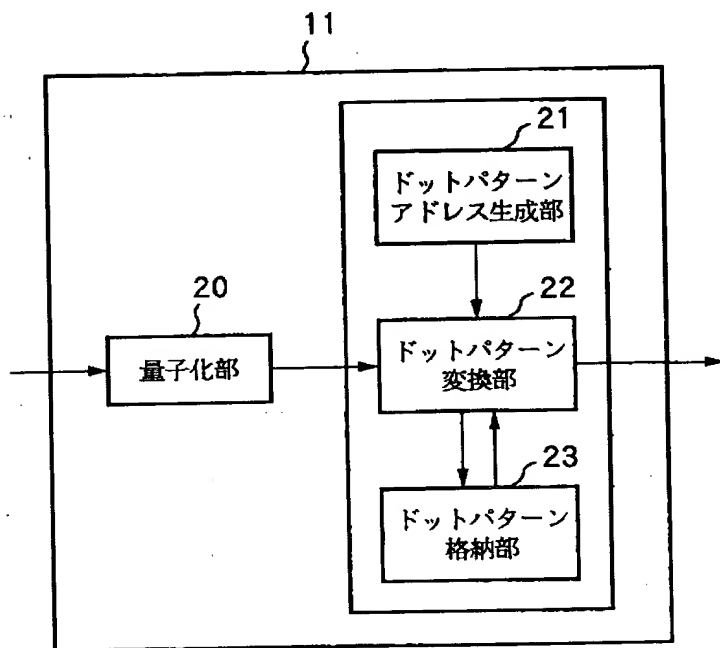 11
21
ドットパターン
アドレス生成部
20
量子化部
22
ドットパターン
変換部
23
ドットパターン
格納部